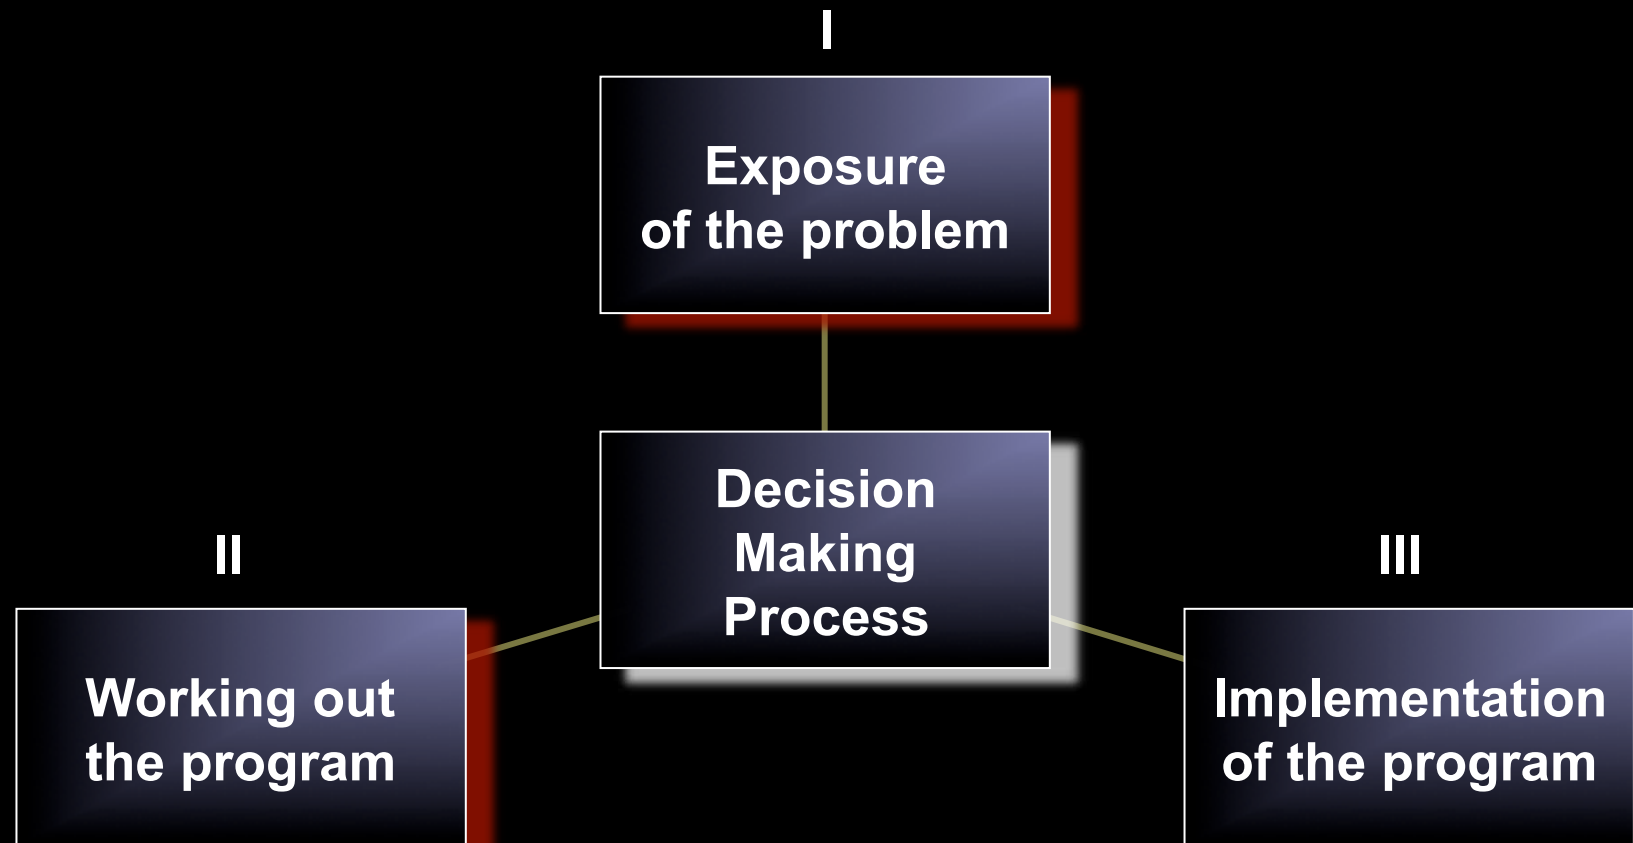 I
Exposure
of the problem
Decision
Making
Process
II
Working out
the program
III
Implementation
of the program